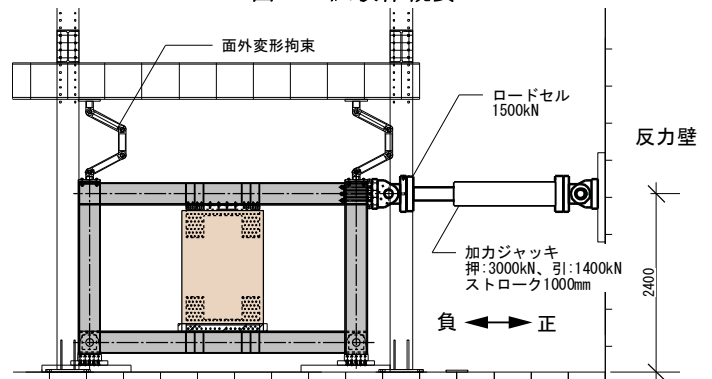 面外変形拘束
ロードセル
1500kN
反力壁
加力ジャッキ
押:3000kN、引:1400kN
ストローク1000mm
2400
負
正